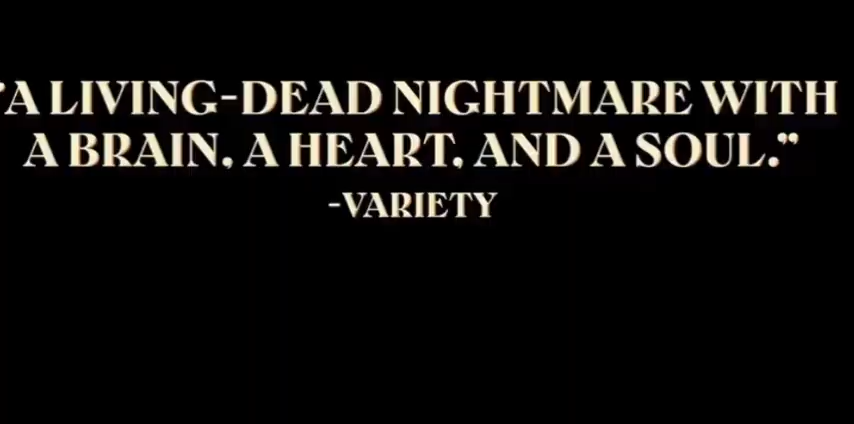 "A LIVING-DEAD NIGHTMARE WITH
A BRAIN, A HEART, AND A SOUL."
-VARIETY